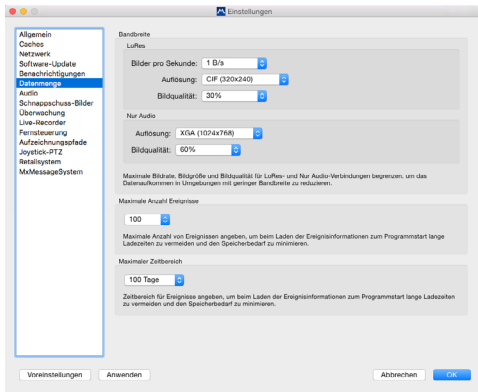 Einstellungen
Allgemein
Caches
Netzwerk
Software-Update
Benachrichtigungen
Datenmenge
Audio
Schnappschuss-Bilder
Überwachung
Live-Recorder
Fernsteuerung
Aufzeichnungspfade
Joystick-PTZ
Retailsystem
MxMessageSystem
Bandbreite
LoRes
Bilder pro Sekunde: 1 B/s
Auflösung: CIF (320x240)
Bildqualität: 30%
Nur Audio
Auflösung: XGA (1024x768)
Bildqualität: 60%
Maximale Bildrate, Bildgröße und Bildqualität für LoRes- und Nur Audio-Verbindungen begrenzen, um das
Datenaufkommen in Umgebungen mit geringer Bandbreite zu reduzieren.
Maximale Anzahl Ereignisse
100
Maximale Anzahl von Ereignissen angeben, um beim Laden der Ereignisinformationen zum Programmstart lange
Ladezeiten zu vermeiden und den Speicherbedarf zu minimieren.
Maximaler Zeitbereich
100 Tage
Zeitbereich für Ereignisse angeben, um beim Laden der Ereignisinformationen zum Programmstart lange Ladezeiten
zu vermeiden und den Speicherbedarf zu minimieren.
Voreinstellungen Anwenden Abbrechen OK